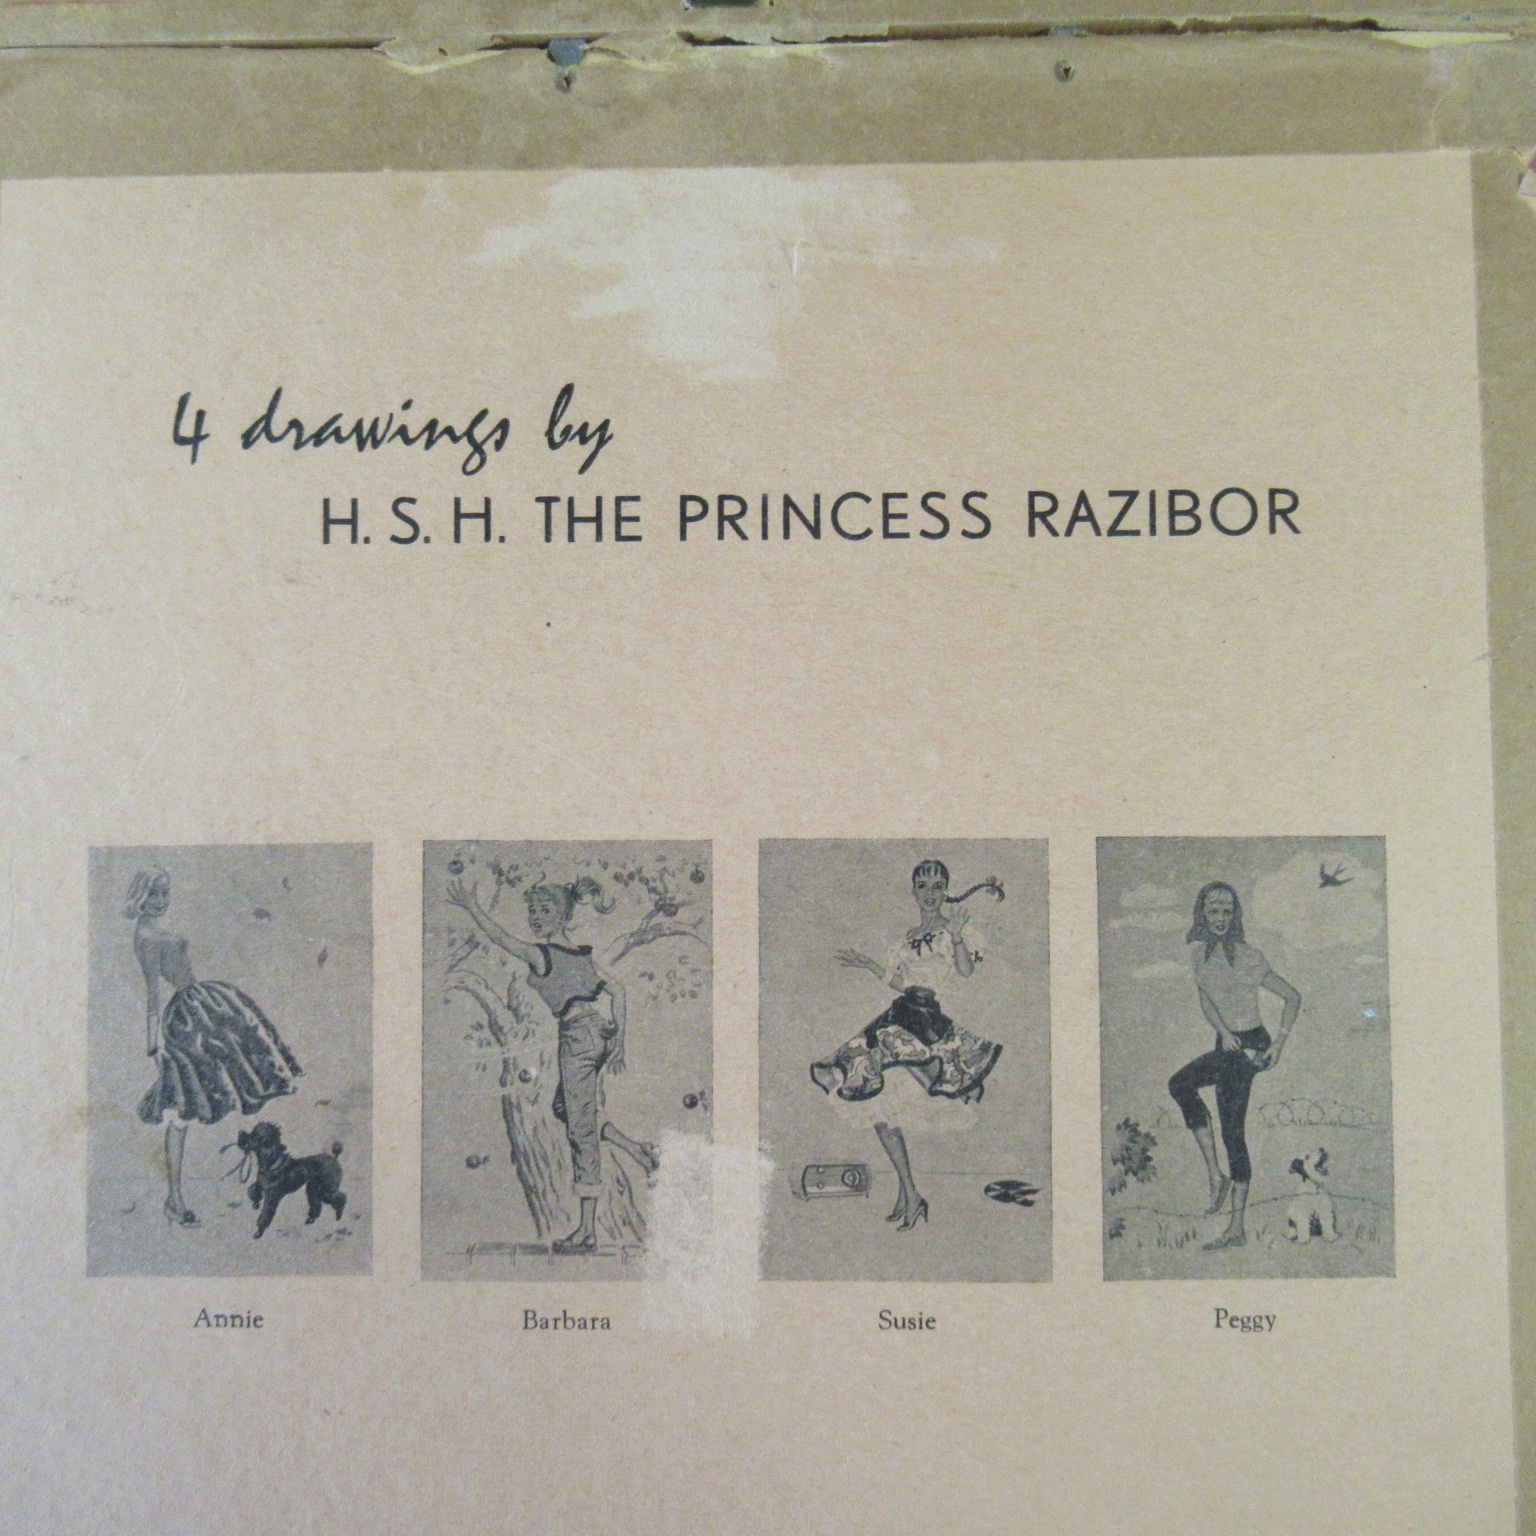 4 drawings by
H. S. H. THE PRINCESS RAZIBOR
Annie
Barbara
Susie
Peggy